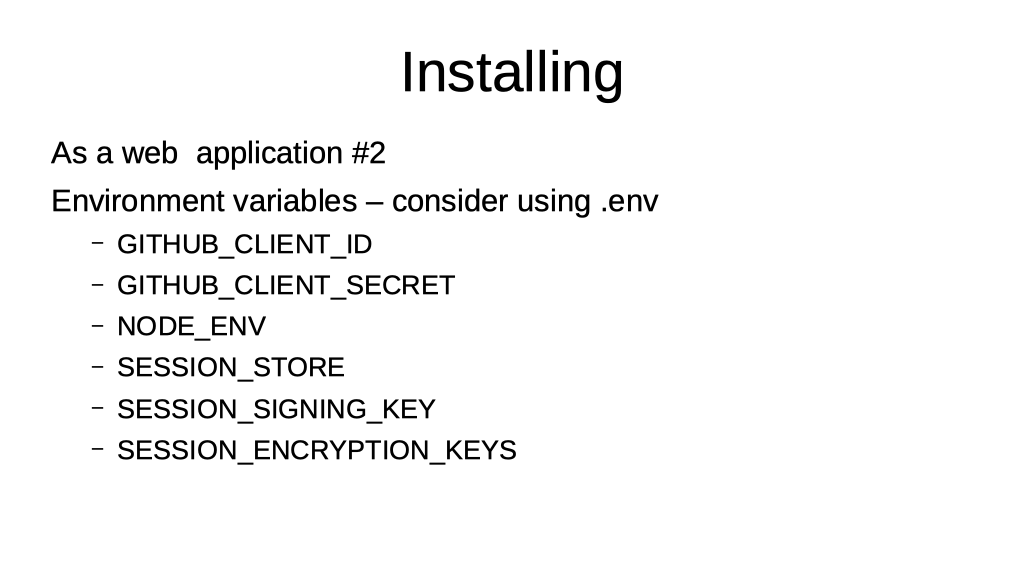 Installing
As a web  application #2
Environment variables – consider using .env
– GITHUB_CLIENT_ID
– GITHUB_CLIENT_SECRET
– NODE_ENV
– SESSION_STORE
– SESSION_SIGNING_KEY
– SESSION_ENCRYPTION_KEYS